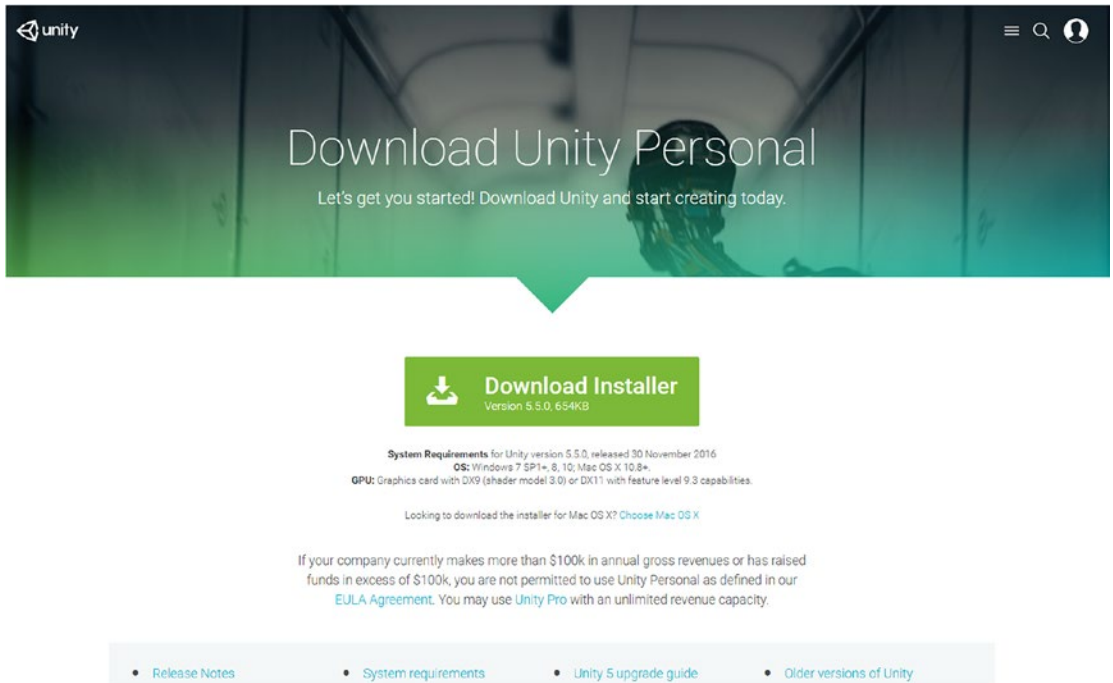 unity
Download Unity Personal
Let's get you started! Download Unity and start creating today.
Download Installer
Version 5.5.0, 654KB
System Requirements for Unity version 5.5.0, released 30 November 2016
OS: Windows 7 SP1+, 8, 10; Mac OS X 10.8+.
GPU: Graphics card with DX9 (shader model 3.0) or DX11 with feature level 9.3 capabilities.
Looking to download the installer for Mac OS X? Choose Mac OS X
If your company currently makes more than $100k in annual gross revenues or has raised
funds in excess of $100k, you are not permitted to use Unity Personal as defined in our
EULA Agreement. You may use Unity Pro with an unlimited revenue capacity.
• Release Notes • System requirements • Unity 5 upgrade guide • Older versions of Unity